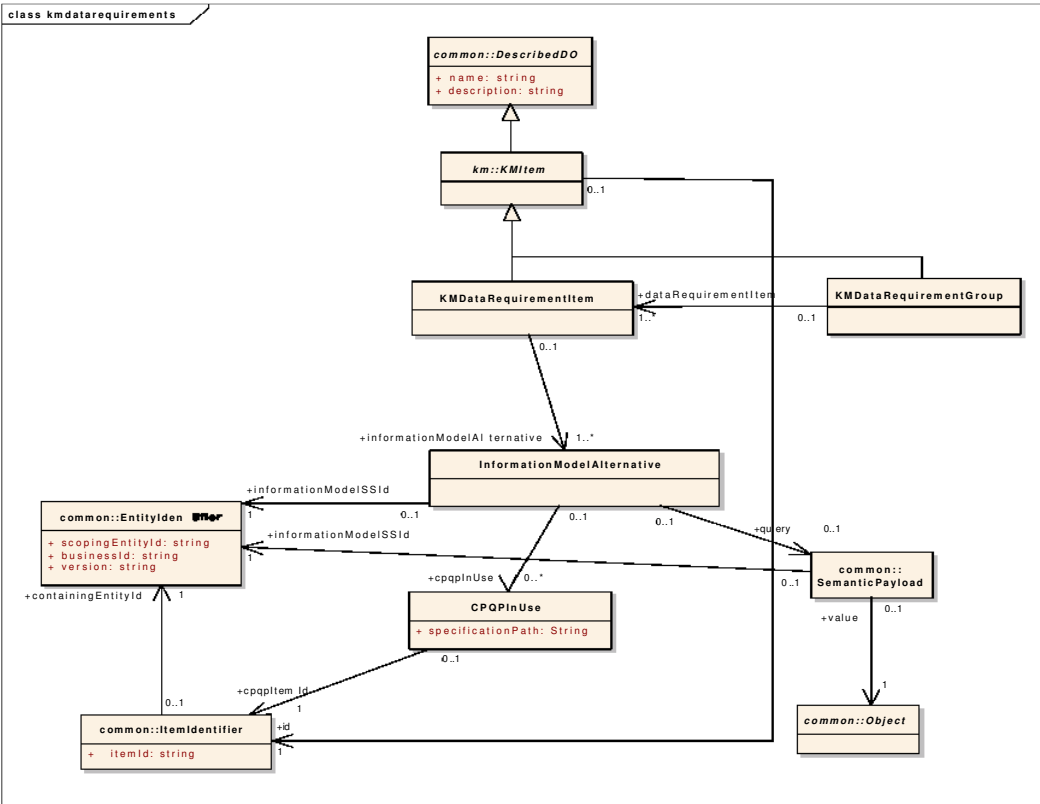 class kmdatarequirements
common::DescribedDO
+ name: string
+ description: string
km::KMItem
0..1
KMDataRequirementItem
+dataRequirementItem
KMDataRequirementGroup
1..*
0..1
0..1
+informationModelAl ternative
1..*
InformationModelAlternative
+informationModelSSId
1
0..1
0..1
0..1
common::EntityIden tifier
+ scopingEntityId: string
+ businessId: string
+ version: string
+informationModelSSId
1
+query
0..1
common::
SemanticPayload
0..1
0..1
+containingEntityId
1
+cpqpInUse
0..*
CPQPInUse
+ specificationPath: String
0..1
+value
1
+cpqpItem Id
1
0..1
common::ItemIdentifier
+ itemId: string
+id
1
common::Object